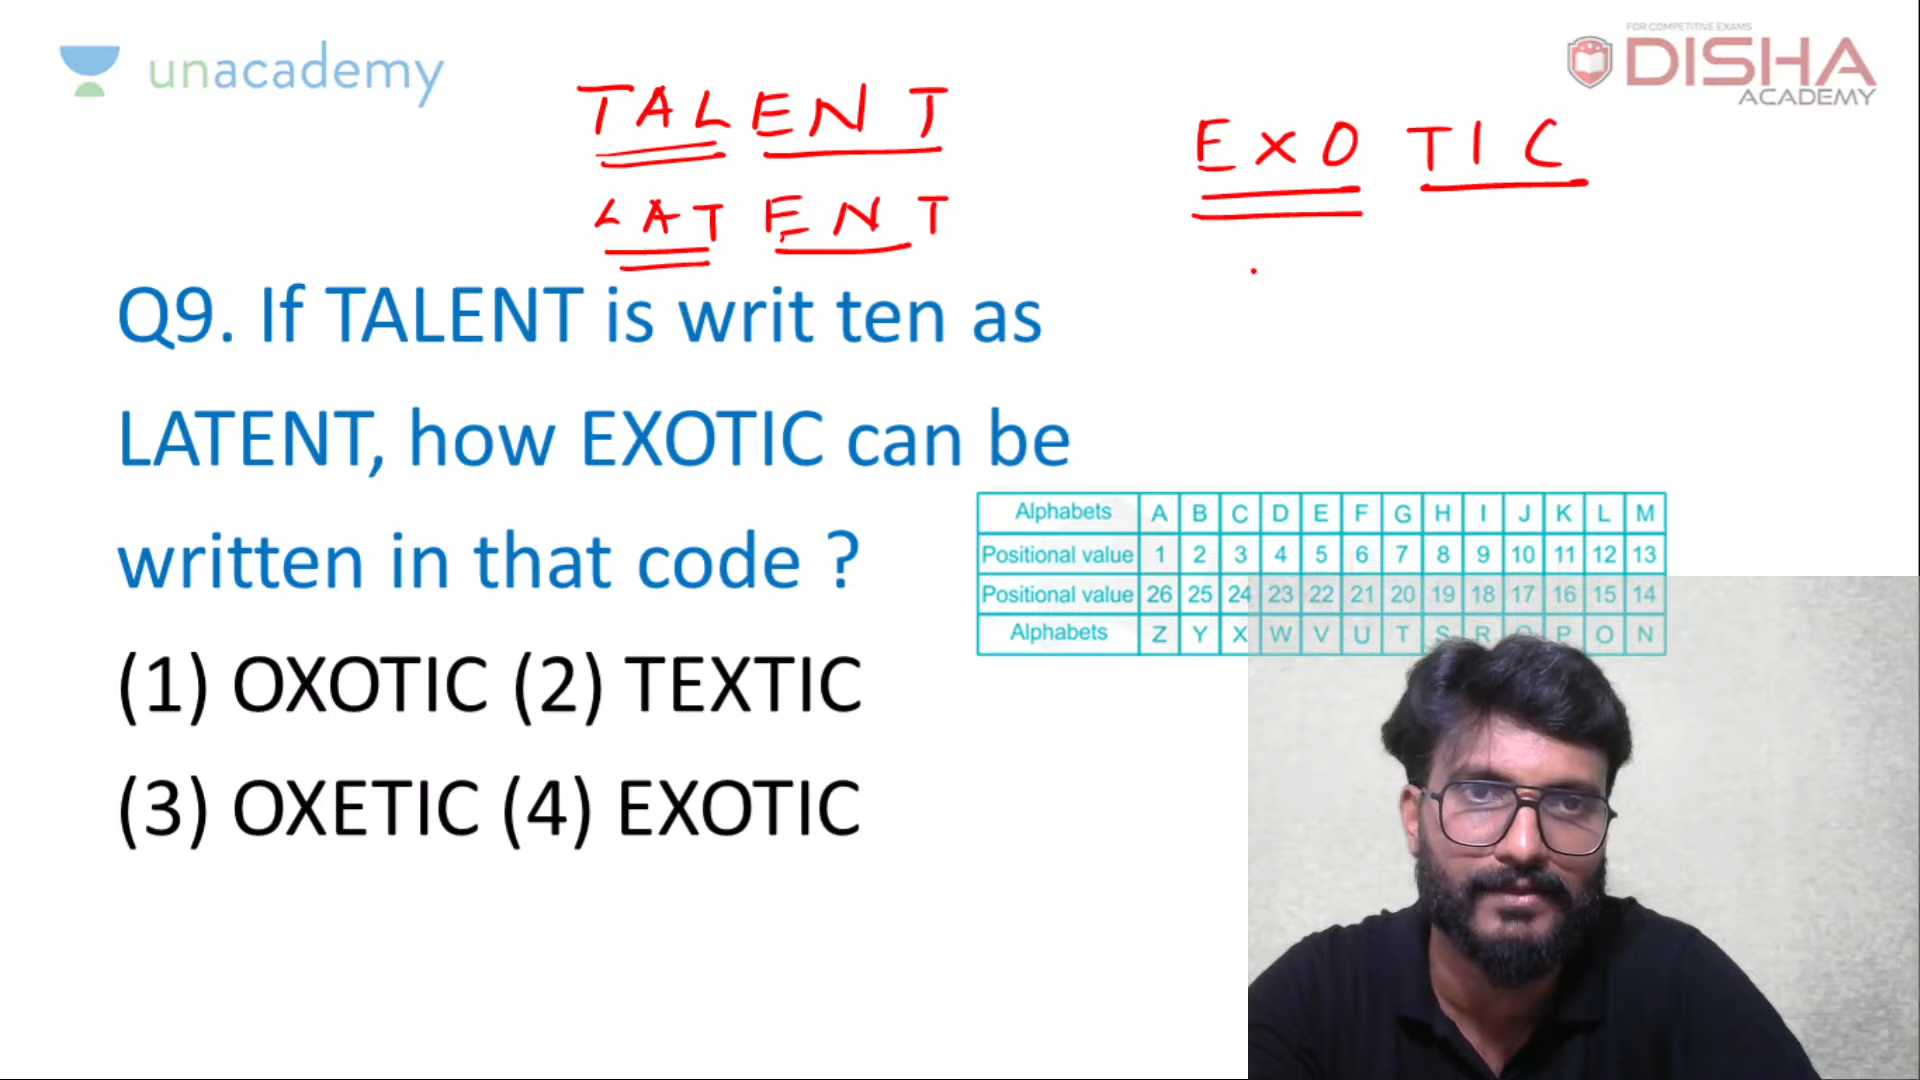 unacademy
FOR COMPETITIVE EXAMS
DISHA
ACADEMY
TALENT
EXOTIC
LATENT
Q9. If TALENT is writ ten as
LATENT, how EXOTIC can be
written in that code ?
(1) OXOTIC (2) TEXTIC
(3) OXETIC (4) EXOTIC
Alphabets A B C D E F G H I J K L M
Positional value 1 2 3 4 5 6 7 8 9 10 11 12 13
Positional value 26 25 24 23 22 21 20 19 18 17 16 15 14
Alphabets Z Y X W V U T S R Q P O N